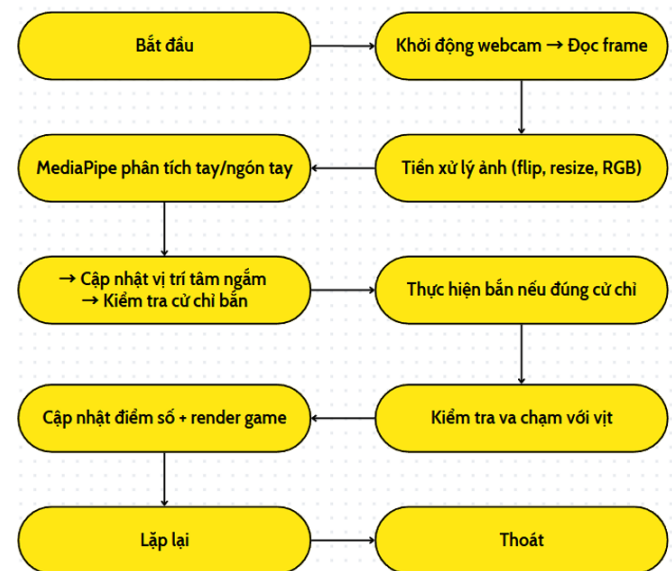 Bắt đầu
Khởi động webcam → Đọc frame
Tiền xử lý ảnh (flip, resize, RGB)
MediaPipe phân tích tay/ngón tay
→ Cập nhật vị trí tâm ngắm
→ Kiểm tra cử chỉ bắn
Thực hiện bắn nếu đúng cử chỉ
Kiểm tra va chạm với vịt
Cập nhật điểm số + render game
Lặp lại
Thoát